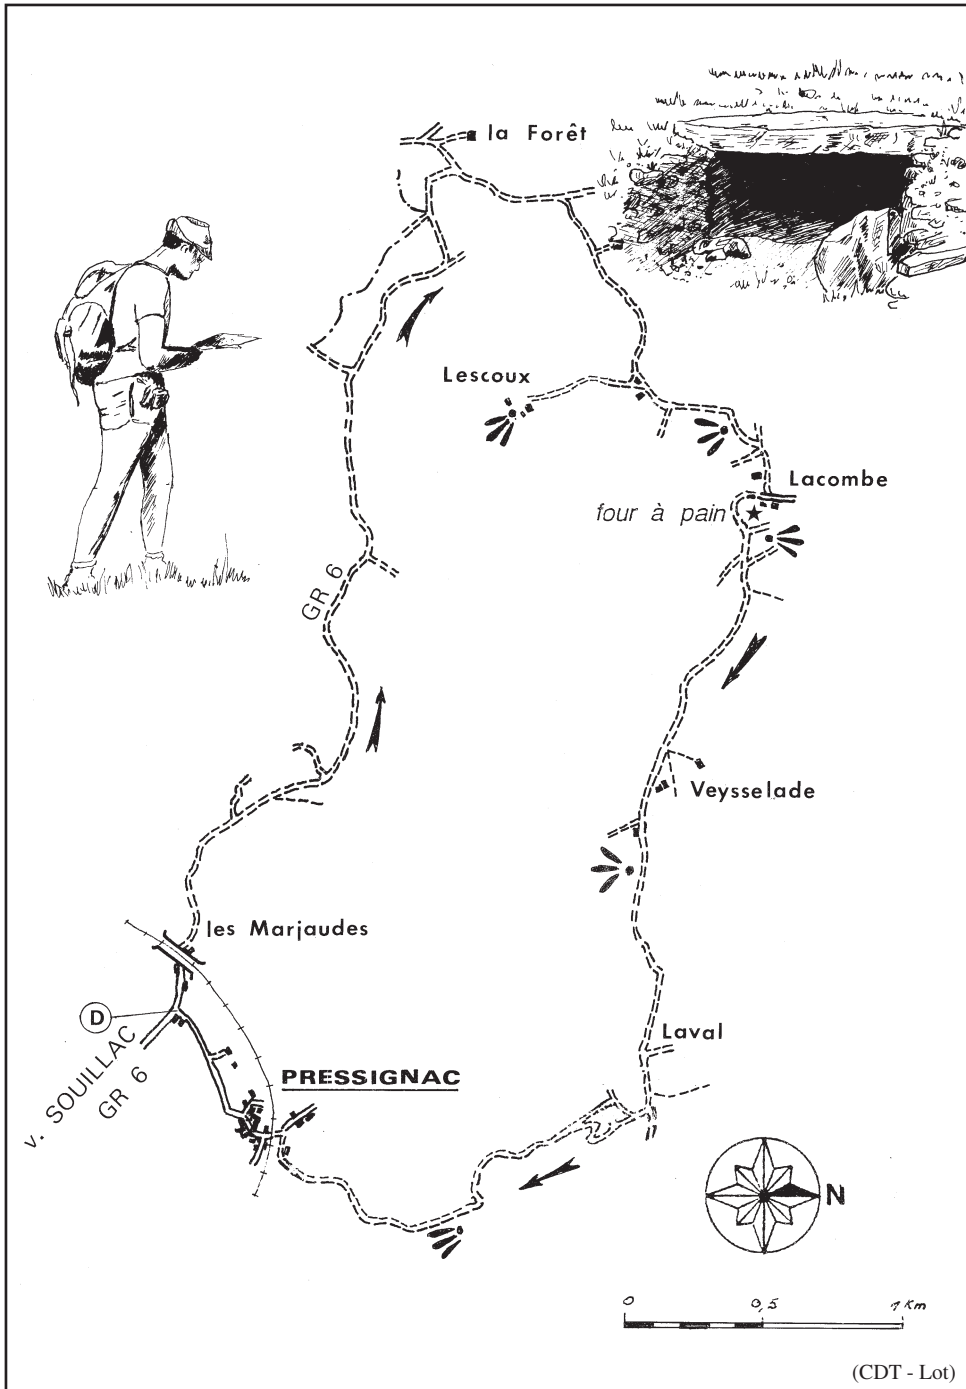 la Forêt
Lescoux
Lacombe
four à pain
GR 6
Veysselade
les Marjaudes
D
Laval
v. SOUILLAC
GR 6
PRESSIGNAC
N
0 0,5 1 Km
(CDT - Lot)